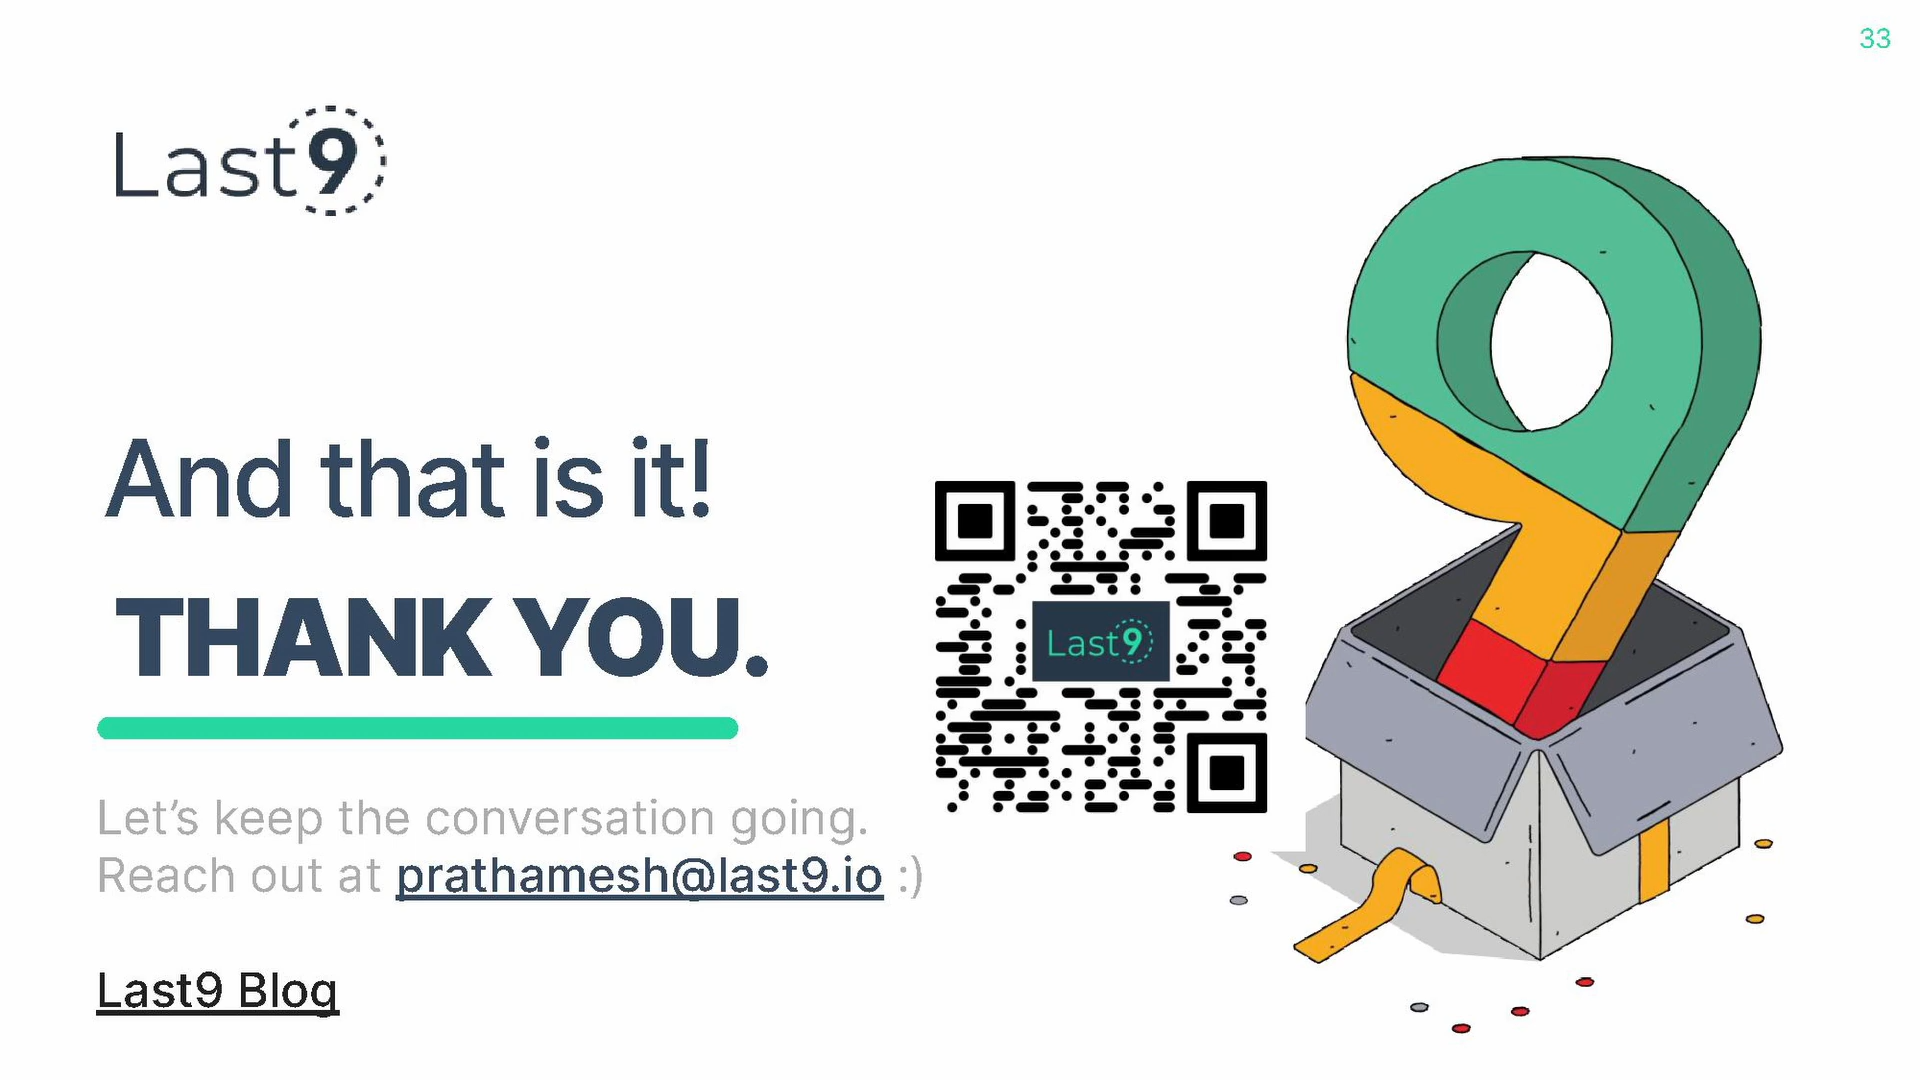 33
Last9
And that is it!
THANK YOU.
Last9
Let’s keep the conversation going.
Reach out at prathamesh@last9.io :)
Last9 Blog